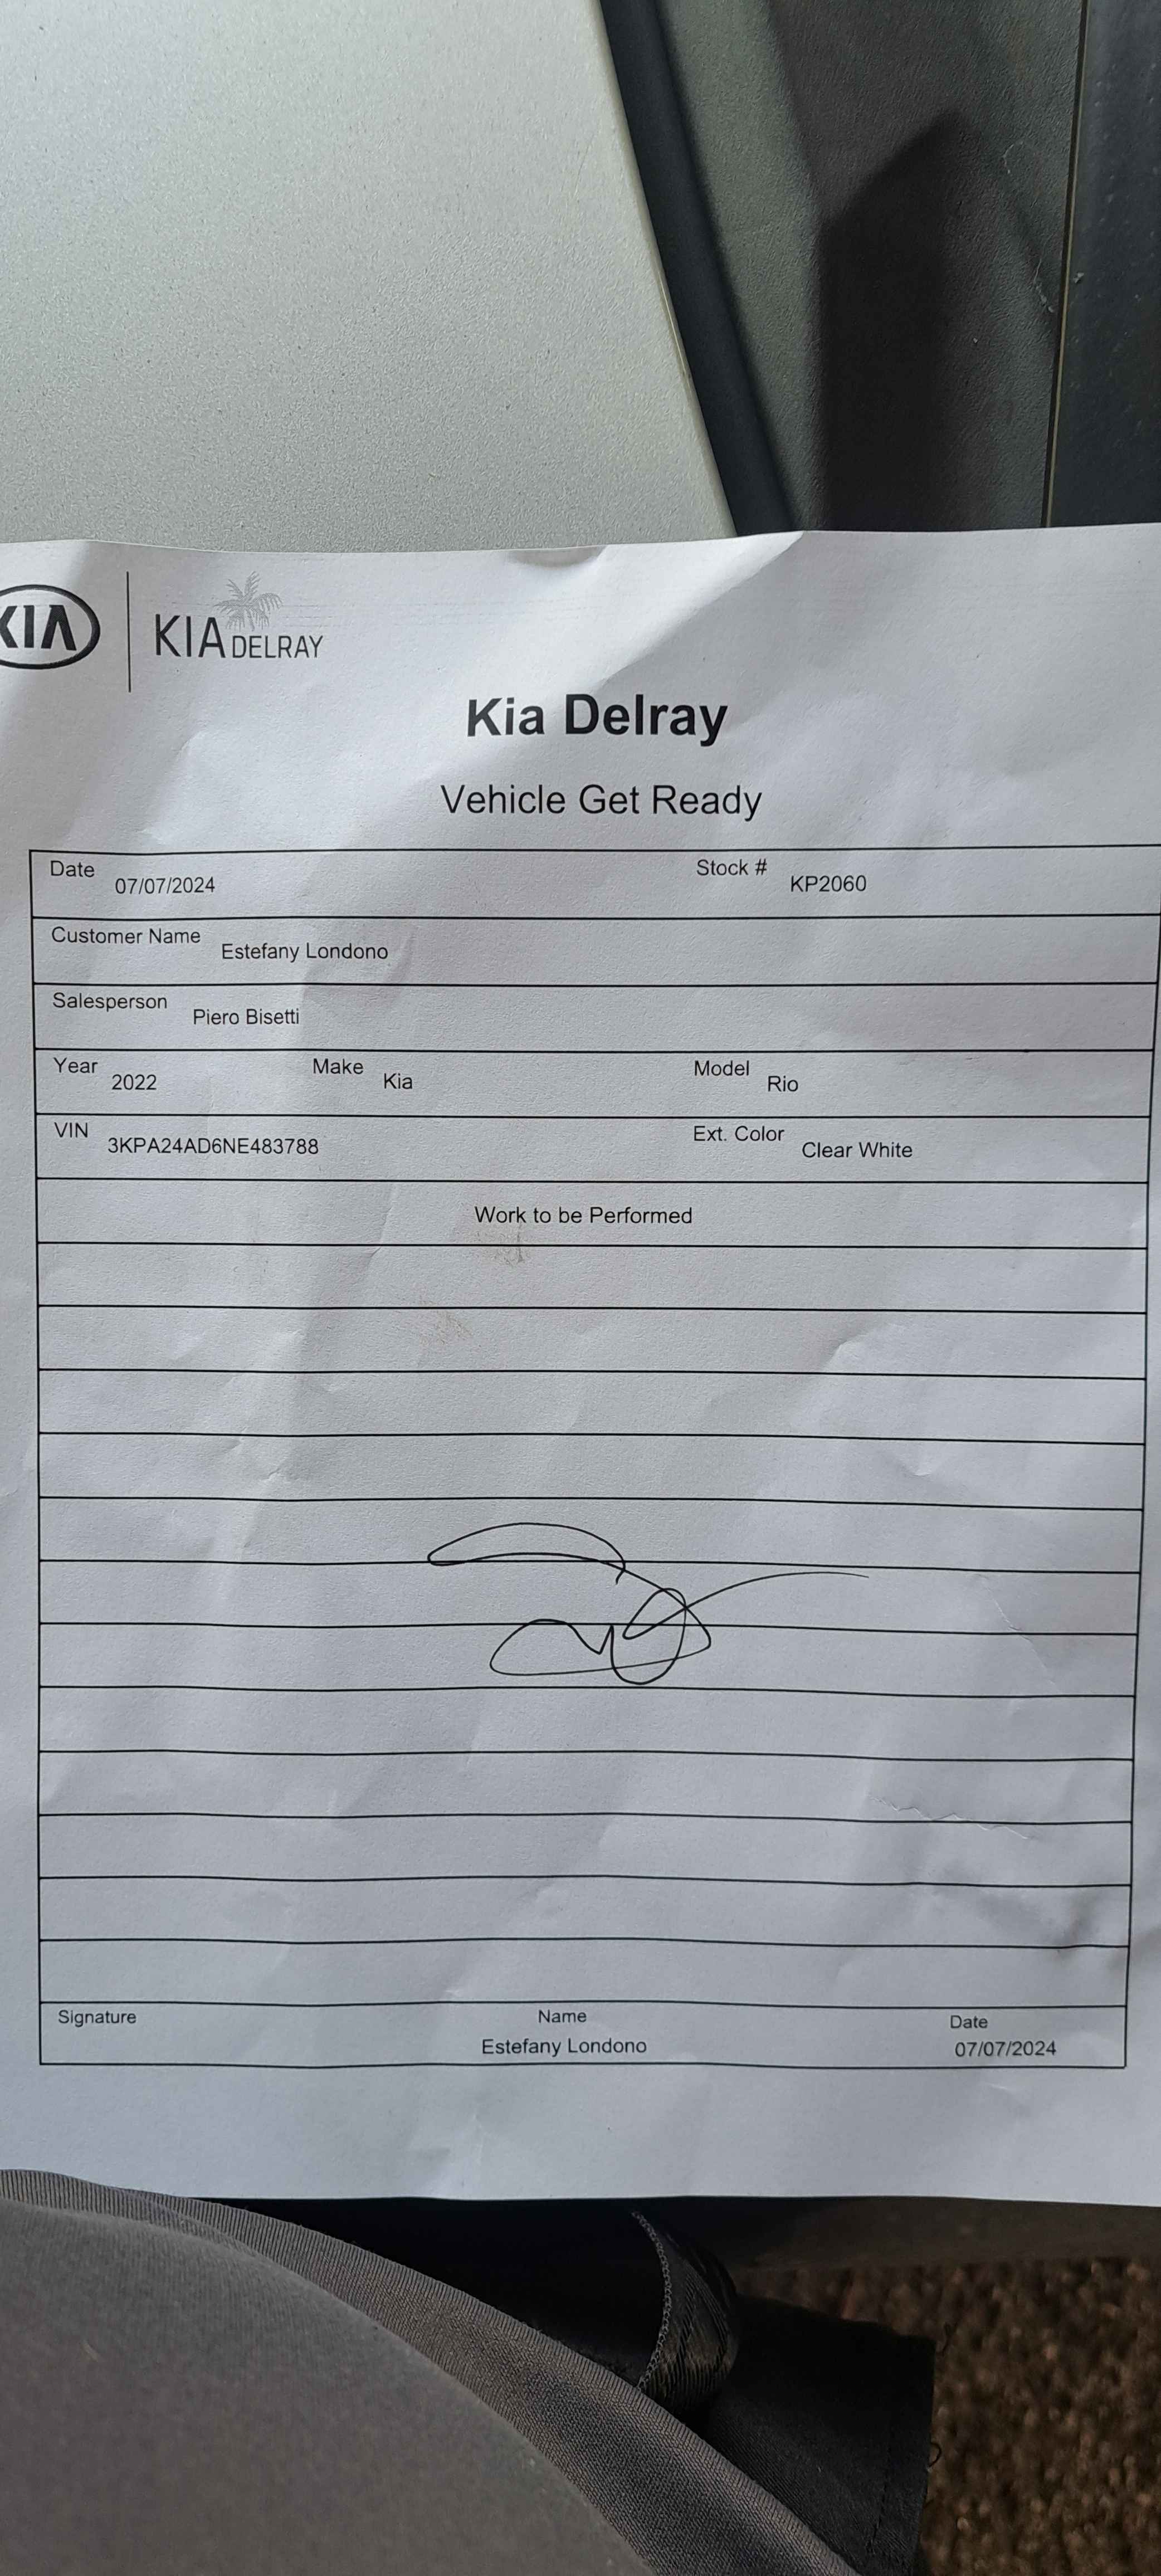 KIA
KIA DELRAY
Kia Delray
Vehicle Get Ready
Date 07/07/2024 Stock # KP2060
Customer Name Estefany Londono
Salesperson Piero Bisetti
Year 2022 Make Kia Model Rio
VIN 3KPA24AD6NE483788 Ext. Color Clear White
Work to be Performed
Signature Name Date
Estefany Londono 07/07/2024